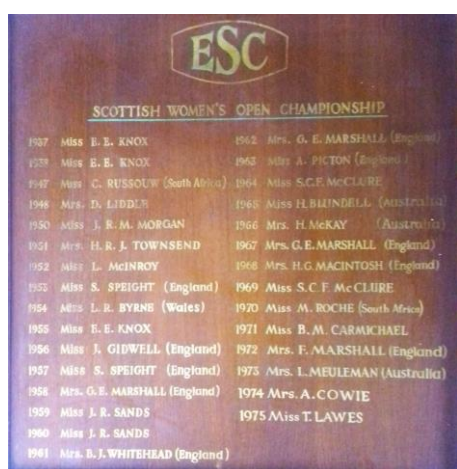 ESC
SCOTTISH WOMEN'S OPEN CHAMPIONSHIP
1937 Miss E. E. KNOX
1938 Miss E. E. KNOX
1947 Miss C. RUSSOUW (South Africa)
1948 Mrs. D. LIDDLE
1950 Miss J. R. M. MORGAN
1951 Mrs. H. R. J. TOWNSEND
1952 Miss L. McINROY
1953 Miss S. SPEIGHT (England)
1954 Miss L. R. BYRNE (Wales)
1955 Miss E. E. KNOX
1956 Miss J. GIDWELL (England)
1957 Miss S. SPEIGHT (England)
1958 Mrs. G. E. MARSHALL (England)
1959 Miss J. R. SANDS
1960 Miss J. R. SANDS
1961 Mrs. B. J. WHITEHEAD (England)
1962 Mrs. G. E. MARSHALL (England)
1963 Miss A. PICTON (England)
1964 Miss S.C.F. McCLURE
1965 Miss H. BLUNDELL (Australia)
1966 Mrs. H. McKAY (Australia)
1967 Mrs. G. E. MARSHALL (England)
1968 Mrs. H.G. MACINTOSH (England)
1969 Miss S.C.F. McCLURE
1970 Miss M. ROCHE (South Africa)
1971 Miss B. M. CARMICHAEL
1972 Mrs. F. MARSHALL (England)
1973 Mrs. L. MEULEMAN (Australia)
1974 Mrs. A. COWIE
1975 Miss T. LAWES